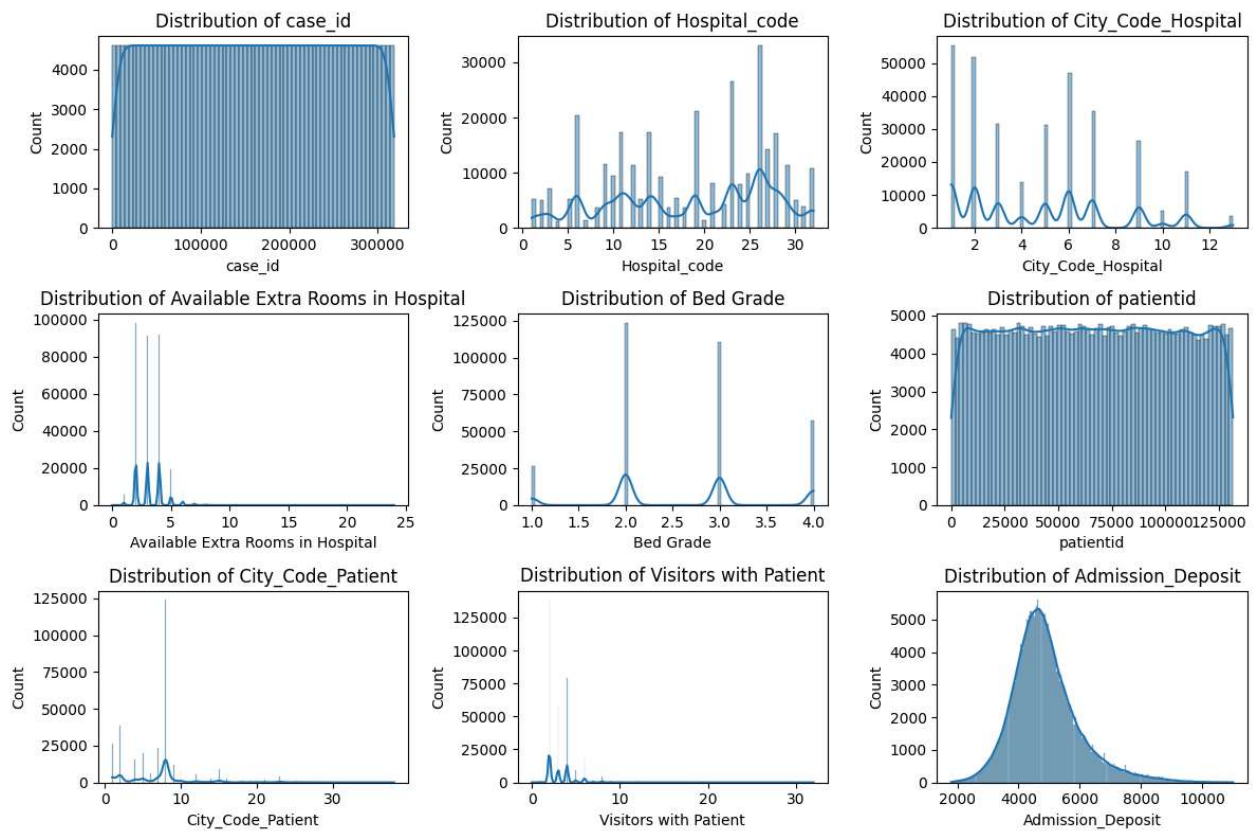 Distribution of case_id
Count
4000
3000
2000
1000
0
0 100000 200000 300000
case_id
Distribution of Hospital_code
Count
30000
20000
10000
0
0 5 10 15 20 25 30
Hospital_code
Distribution of City_Code_Hospital
Count
50000
40000
30000
20000
10000
0
2 4 6 8 10 12
City_Code_Hospital
Distribution of Available Extra Rooms in Hospital
Count
100000
80000
60000
40000
20000
0
0 5 10 15 20 25
Available Extra Rooms in Hospital
Distribution of Bed Grade
Count
125000
100000
75000
50000
25000
0
1.0 1.5 2.0 2.5 3.0 3.5 4.0
Bed Grade
Distribution of patientid
Count
5000
4000
3000
2000
1000
0
0 25000 50000 75000 100000 125000
patientid
Distribution of City_Code_Patient
Count
125000
100000
75000
50000
25000
0
0 10 20 30
City_Code_Patient
Distribution of Visitors with Patient
Count
125000
100000
75000
50000
25000
0
0 10 20 30
Visitors with Patient
Distribution of Admission_Deposit
Count
5000
4000
3000
2000
1000
0
2000 4000 6000 8000 10000
Admission_Deposit